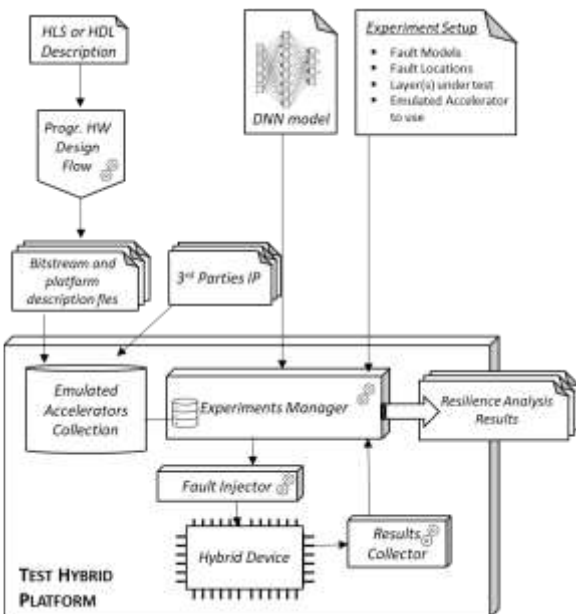 HLS or HDL
Description
Progr. HW
Design
Flow
Bitstream and
platform
description fles
3rd Parties IP
DNN model
Experiment Setup
Fault Models
Fault Locations
Layer(s) under test
Emulated Accelerator
to use
Emulated
Accelerators
Collection
Experiments Manager
Resilience Analysis
Results
Fault Injector
Hybrid Device
Results
Collector
TEST HYBRID
PLATFORM